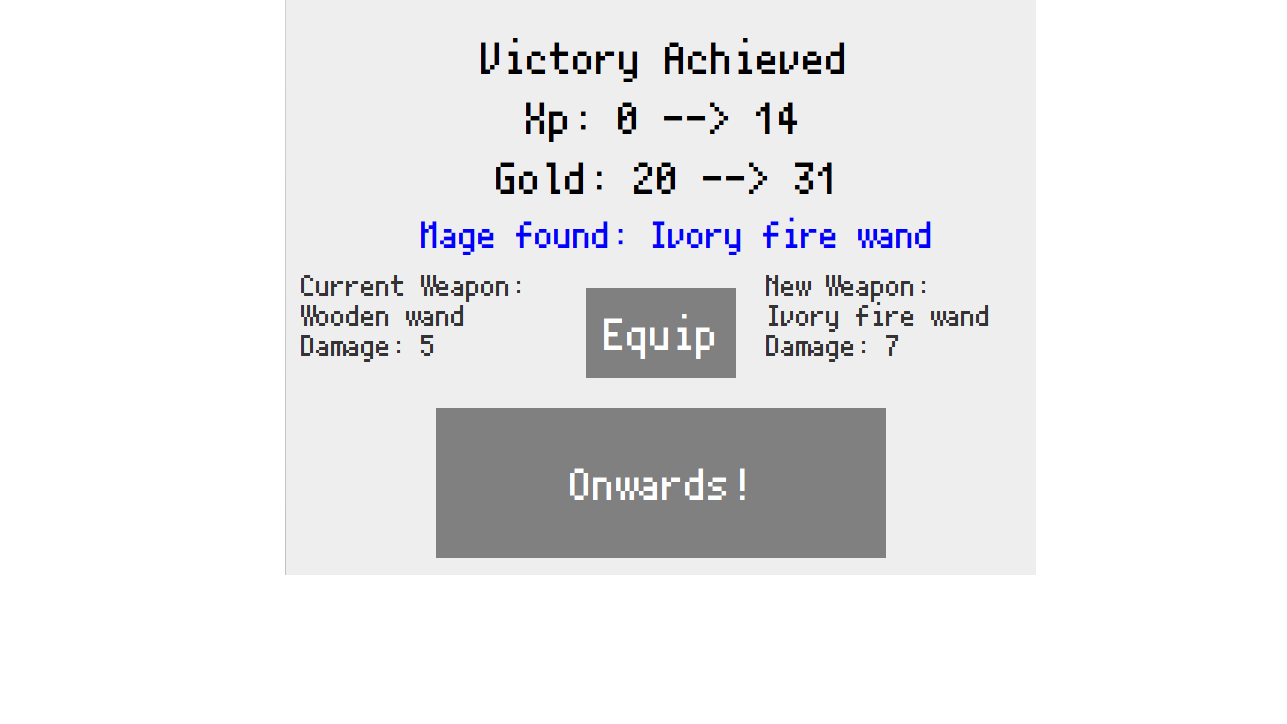 Victory Achieved
Xp: 0 --> 14
Gold: 20 --> 31
Mage found: Ivory fire wand
Current Weapon:
Wooden wand
Damage: 5
Equip
New Weapon:
Ivory fire wand
Damage: 7
Onwards!